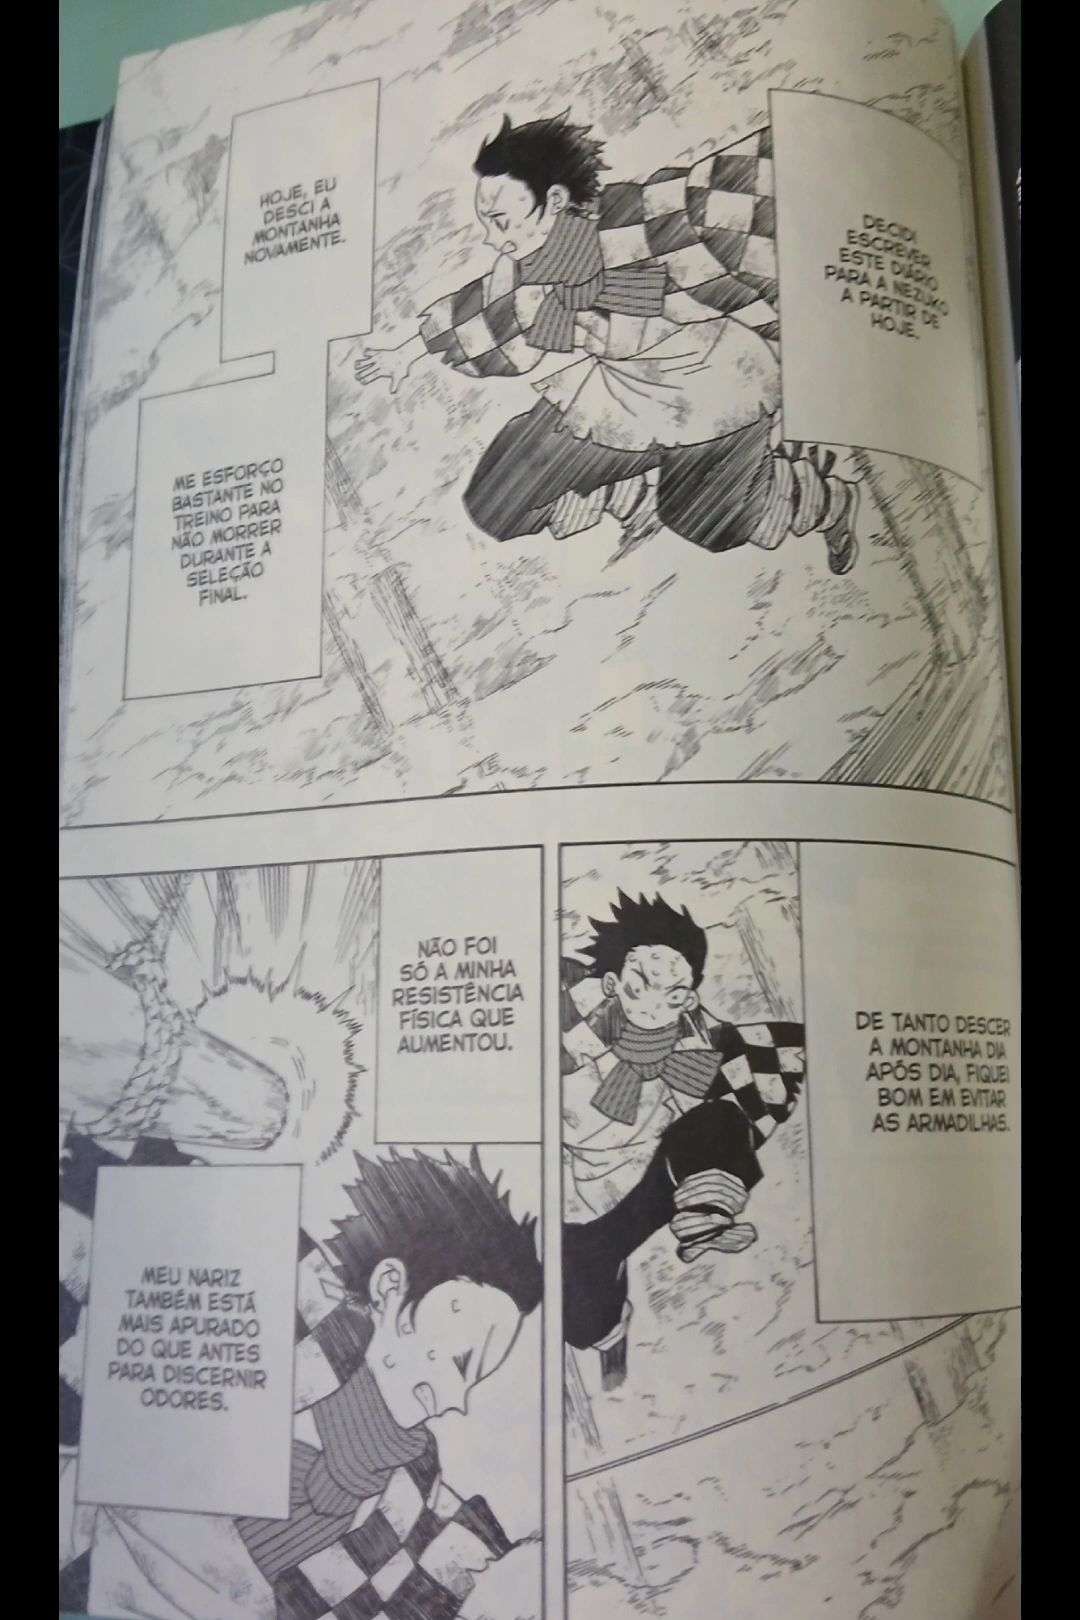 DECIDI
ESCREVER
ESTE DIÁRIO
PARA A NEZUKO
A PARTIR DE
HOJE.
HOJE, EU
DESCI A
MONTANHA
NOVAMENTE.
ME ESFORÇO
BASTANTE NO
TREINO PARA
NÃO MORRER
DURANTE A
SELEÇÃO
FINAL.
DE TANTO DESCER
A MONTANHA DIA
APÓS DIA, FIQUEI
BOM EM EVITAR
AS ARMADILHAS.
NÃO FOI
SÓ A MINHA
RESISTÊNCIA
FÍSICA QUE
AUMENTOU.
MEU NARIZ
TAMBÉM ESTÁ
MAIS APURADO
DO QUE ANTES
PARA DISCERNIR
ODORES.